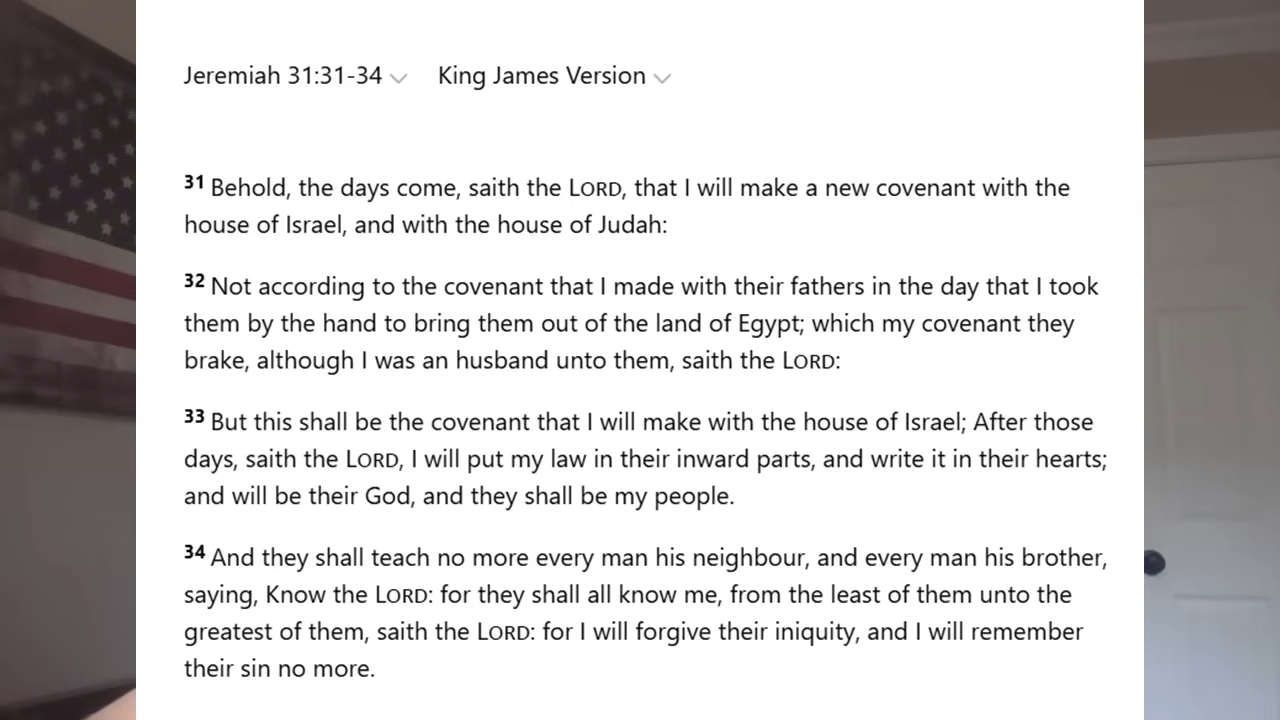 Jeremiah 31:31-34 King James Version
31 Behold, the days come, saith the LORD, that I will make a new covenant with the
house of Israel, and with the house of Judah:
32 Not according to the covenant that I made with their fathers in the day that I took
them by the hand to bring them out of the land of Egypt; which my covenant they
brake, although I was an husband unto them, saith the LORD:
33 But this shall be the covenant that I will make with the house of Israel; After those
days, saith the LORD, I will put my law in their inward parts, and write it in their hearts;
and will be their God, and they shall be my people.
34 And they shall teach no more every man his neighbour, and every man his brother,
saying, Know the LORD: for they shall all know me, from the least of them unto the
greatest of them, saith the LORD: for I will forgive their iniquity, and I will remember
their sin no more.